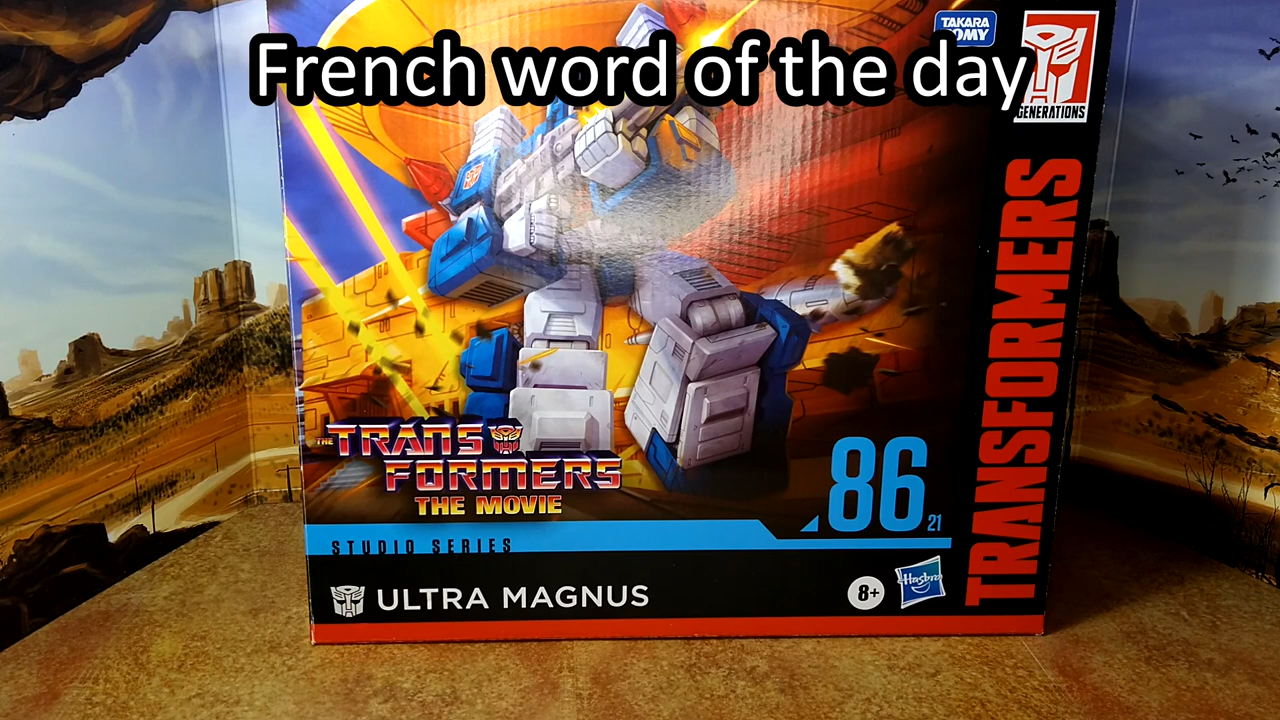 French word of the day
TAKARA
TOMY
GENERATIONS
TRANSFORMERS
THE TRANS
FORMERS
THE MOVIE
86 21
STUDIO SERIES
ULTRA MAGNUS
8+
Hasbro